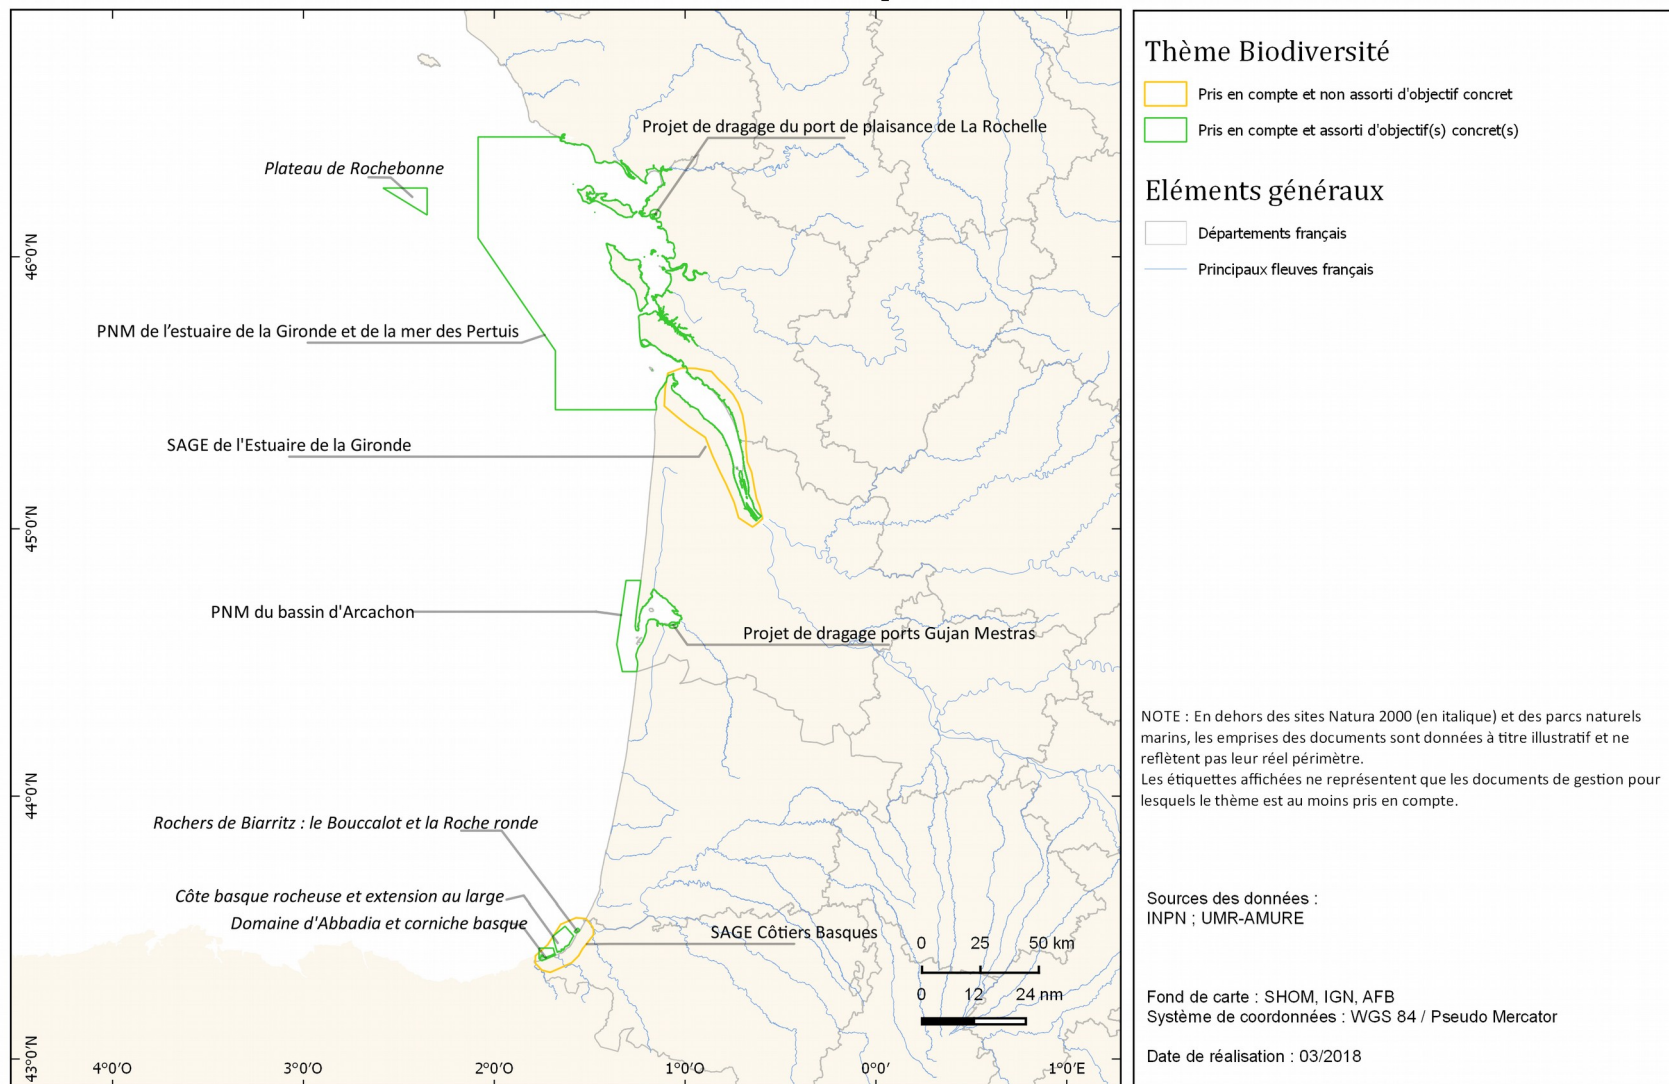 Projet de dragage du port de plaisance de La Rochelle
Plateau de Rochebonne
PNM de l’estuaire de la Gironde et de la mer des Pertuis
SAGE de l'Estuaire de la Gironde
PNM du bassin d'Arcachon
Projet de dragage ports Gujan Mestras
Rochers de Biarritz : le Bouccalot et la Roche ronde
Côte basque rocheuse et extension au large
Domaine d'Abbadia et corniche basque
SAGE Côtiers Basques
0 25 50 km
0 12 24 nm
46°0'N
45°0'N
44°0'N
43°0'N
4°0'O 3°0'O 2°0'O 1°0'O 0°0' 1°0'E
Thème Biodiversité
Pris en compte et non assorti d'objectif concret
Pris en compte et assorti d'objectif(s) concret(s)
Eléments généraux
Départements français
Principaux fleuves français
NOTE : En dehors des sites Natura 2000 (en italique) et des parcs naturels
marins, les emprises des documents sont données à titre illustratif et ne
reflètent pas leur réel périmètre.
Les étiquettes affichées ne représentent que les documents de gestion pour
lesquels le thème est au moins pris en compte.
Sources des données :
INPN ; UMR-AMURE
Fond de carte : SHOM, IGN, AFB
Système de coordonnées : WGS 84 / Pseudo Mercator
Date de réalisation : 03/2018